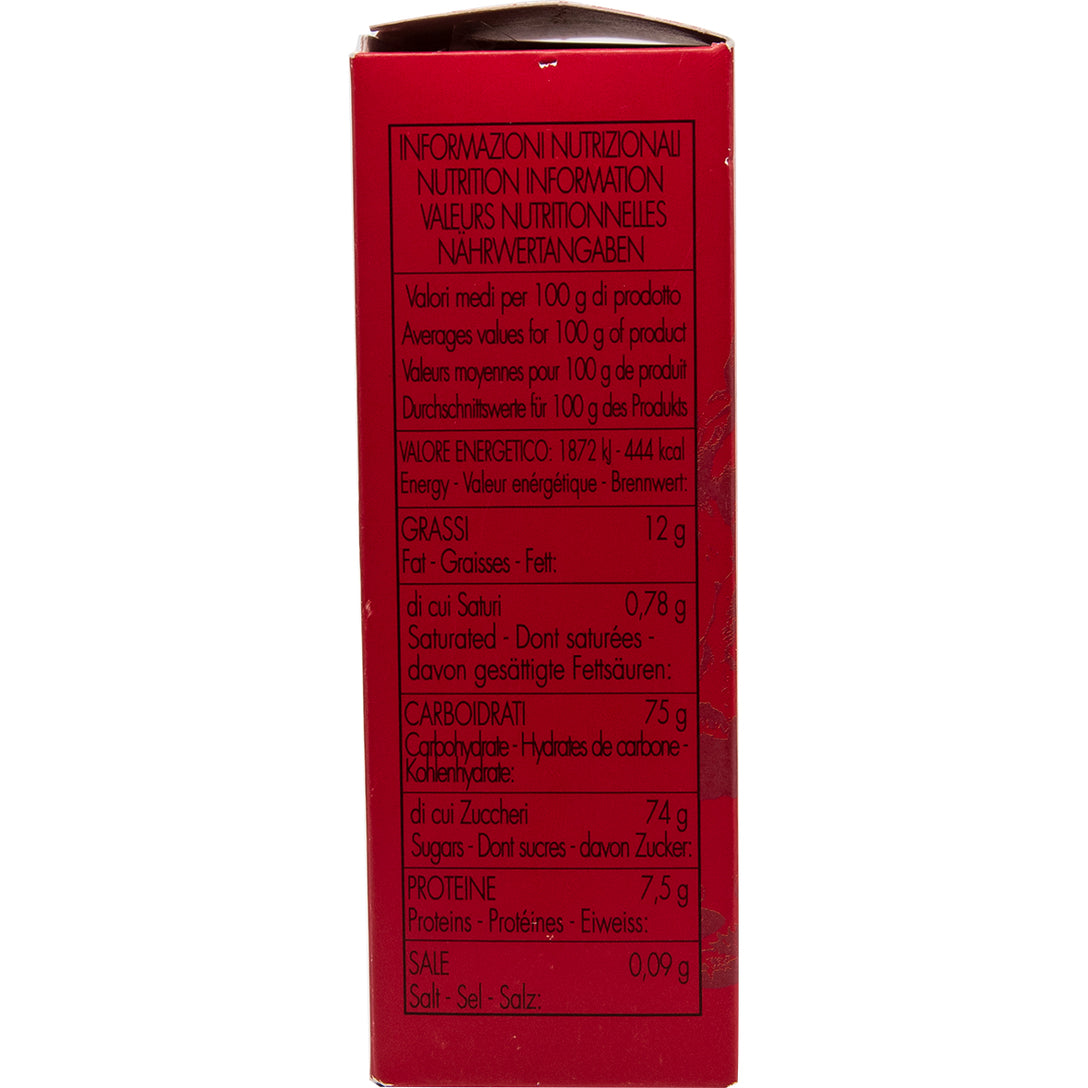 INFORMAZIONI NUTRIZIONALI
NUTRITION INFORMATION
VALEURS NUTRITIONNELLES
NÄHRWERTANGABEN
Valori medi per 100 g di prodotto
Averages values for 100 g of product
Valeurs moyennes pour 100 g de produit
Durchschnittswerte für 100 g des Produkts
VALORE ENERGETICO: 1872 kJ - 444 kcal
Energy - Valeur enérgétique - Brennwert:
GRASSI 12 g
Fat - Graisses - Fett:
di cui Saturi 0,78 g
Saturated - Dont saturées -
davon gesättigte Fettsäuren:
CARBOIDRATI 75 g
Carbohydrate - Hydrates de carbone -
Kohlenhydrate:
di cui Zuccheri 74 g
Sugars - Dont sucres - davon Zucker:
PROTEINE 7,5 g
Proteins - Protéines - Eiweiss:
SALE 0,09 g
Salt - Sel - Salz: